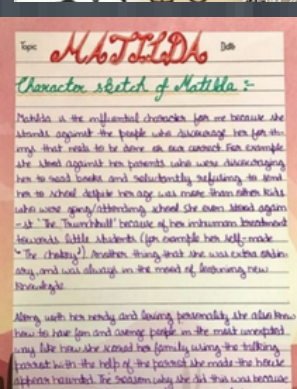 Topic MATILDA Date
Character sketch of Matilda :-
Matilda is the influential character for me because she
stands against the people who discourage her for thi-
ngs that needs to be done or are correct. For example
she stood against her parents who were discouraging
her to read books and reluctantly refusing to send
her to school despite her age was more than other kids
who were going/attending school. She even stood again
-st "The Trunchbull" because of her inhuman treatment
towards little students (for example her self-made
"The chokey") Another thing that she was extra ordin-
ary, and was always in the mood of learning new
knowledge
Along with her nerdy and loving personality she also knew
how to have fun and avenge people in the most unexpected
way like how she scared her family using the talking
parrot with the help of the parrot she made the house
appear haunted. The reason why she did this was because